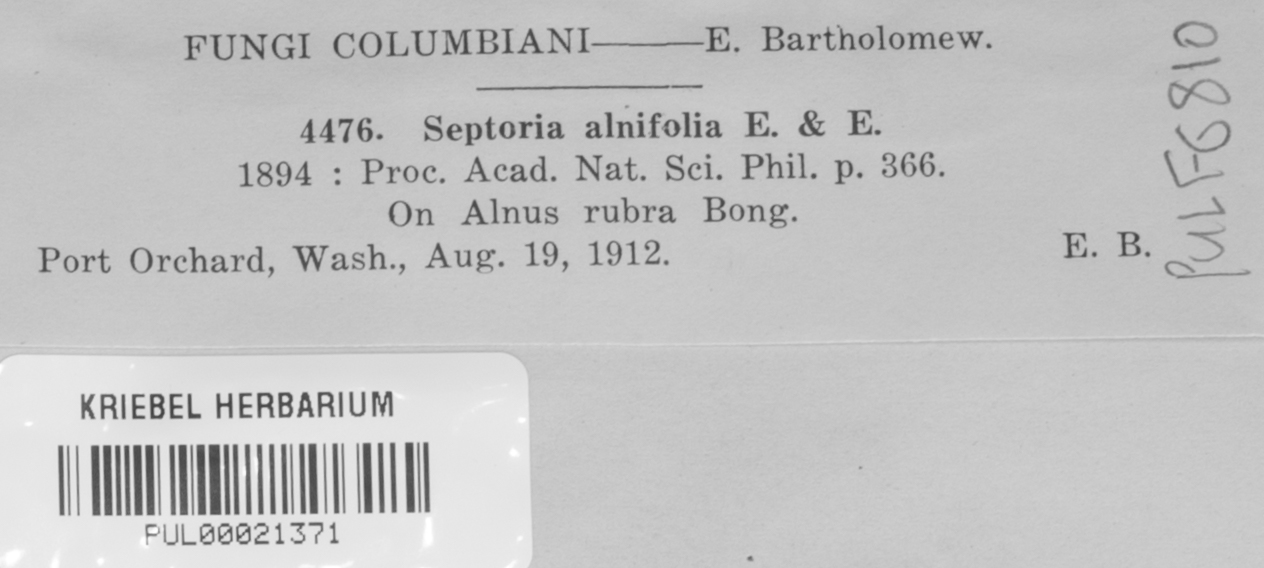 FUNGI COLUMBIANI———E. Bartholomew.
4476. Septoria alnifolia E. & E.
1894 : Proc. Acad. Nat. Sci. Phil. p. 366.
On Alnus rubra Bong.
Port Orchard, Wash., Aug. 19, 1912. E. B.
PUL F6810
KRIEBEL HERBARIUM
PUL00021371